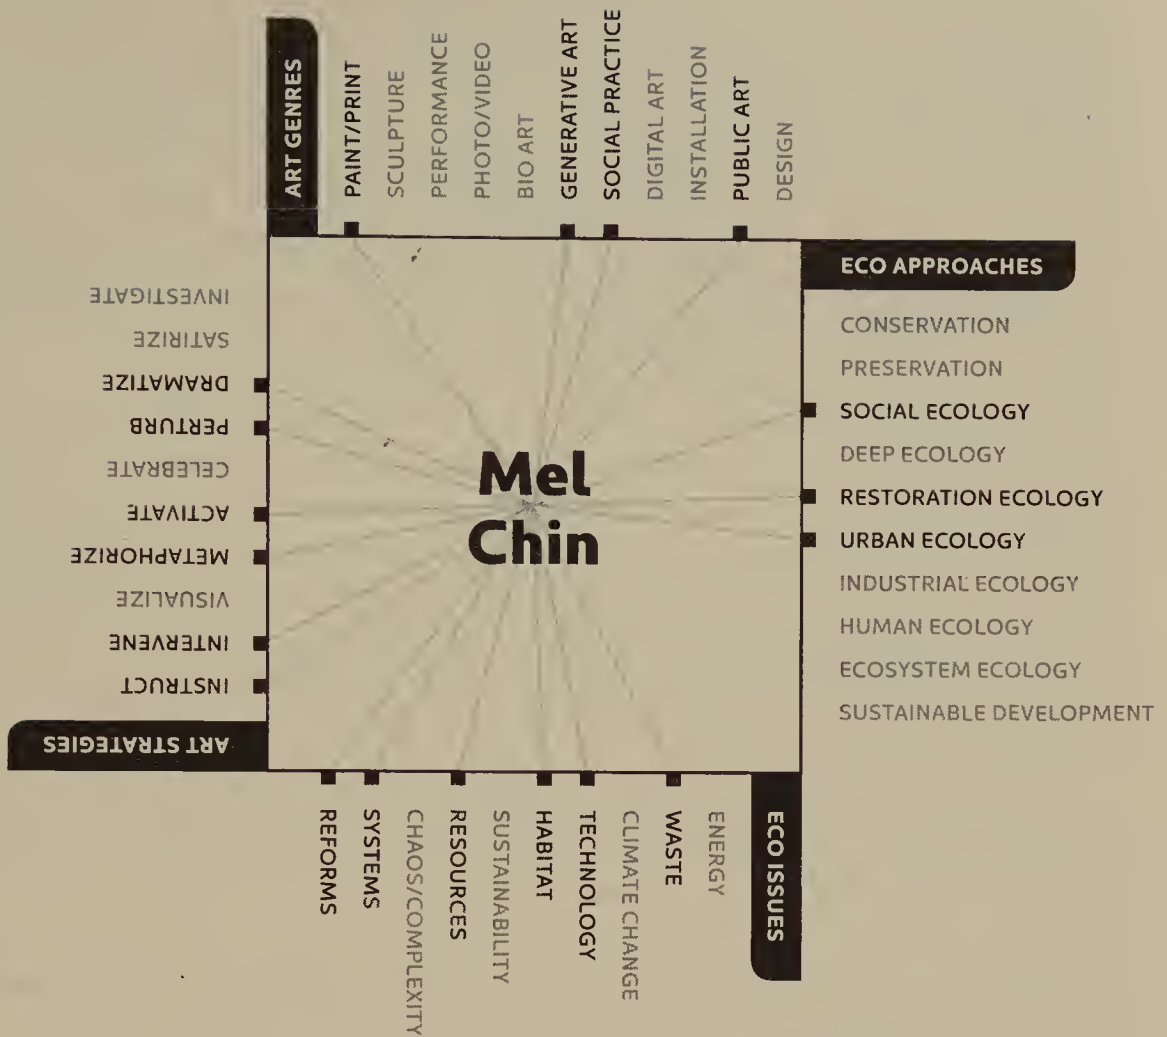 ART GENRES
PAINT/PRINT
SCULPTURE
PERFORMANCE
PHOTO/VIDEO
BIO ART
GENERATIVE ART
SOCIAL PRACTICE
DIGITAL ART
INSTALLATION
PUBLIC ART
DESIGN
ECO APPROACHES
CONSERVATION
PRESERVATION
SOCIAL ECOLOGY
DEEP ECOLOGY
RESTORATION ECOLOGY
URBAN ECOLOGY
INDUSTRIAL ECOLOGY
HUMAN ECOLOGY
ECOSYSTEM ECOLOGY
SUSTAINABLE DEVELOPMENT
ECO ISSUES
ENERGY
WASTE
CLIMATE CHANGE
TECHNOLOGY
HABITAT
SUSTAINABILITY
RESOURCES
CHAOS/COMPLEXITY
SYSTEMS
REFORMS
ART STRATEGIES
INSTRUCT
INTERVENE
VISUALIZE
METAPHORIZE
ACTIVATE
CELEBRATE
PERTURB
DRAMATIZE
SATIRIZE
INVESTIGATE
Mel
Chin